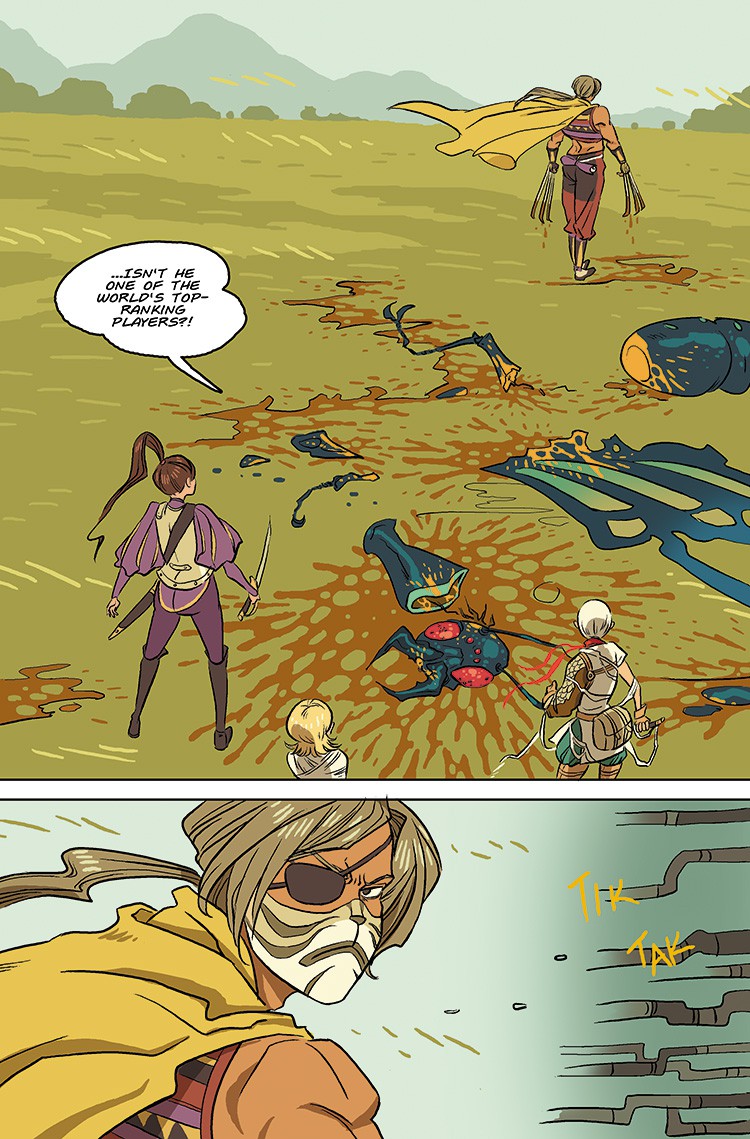 ...ISN'T HE
ONE OF THE
WORLD'S TOP-
RANKING
PLAYERS?!
TIK
TAK